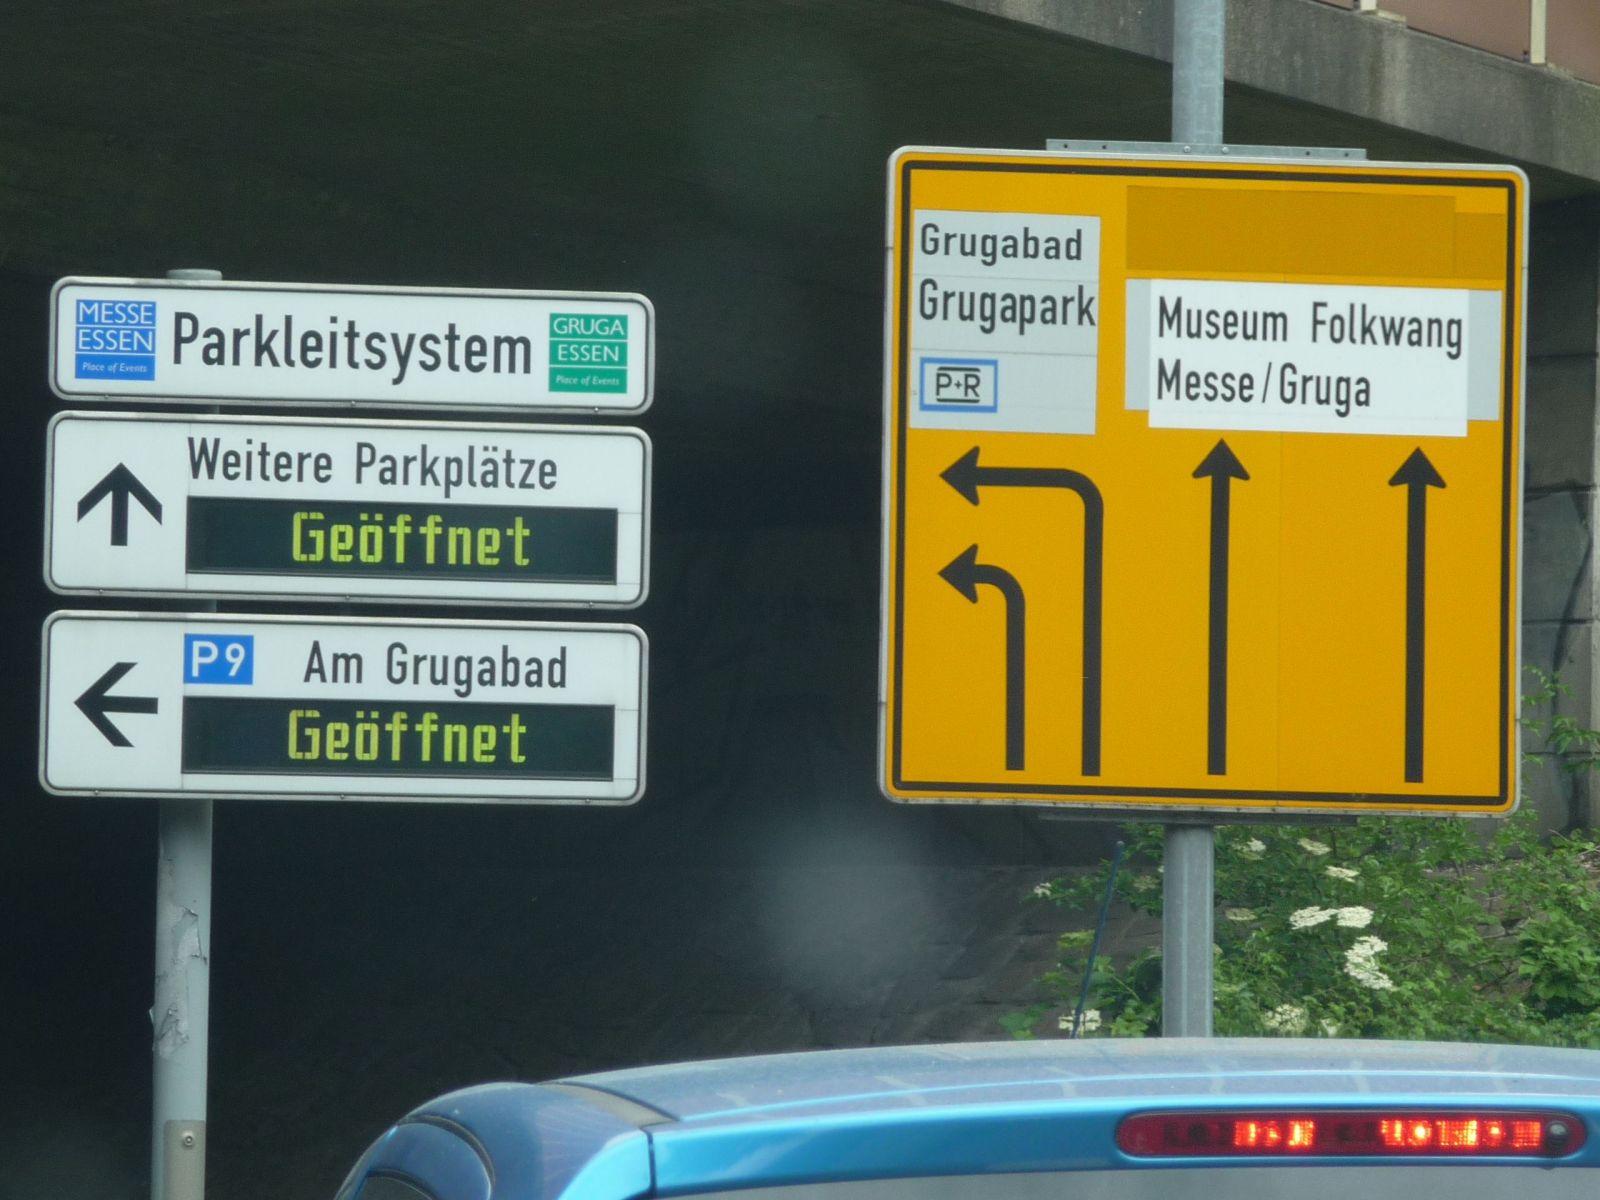 MESSE
ESSEN
Place of Events
Parkleitsystem
GRUGA
ESSEN
Place of Events
Weitere Parkplätze
Geöffnet
P9 Am Grugabad
Geöffnet
Grugabad
Grugapark
P+R
Museum Folkwang
Messe/Gruga